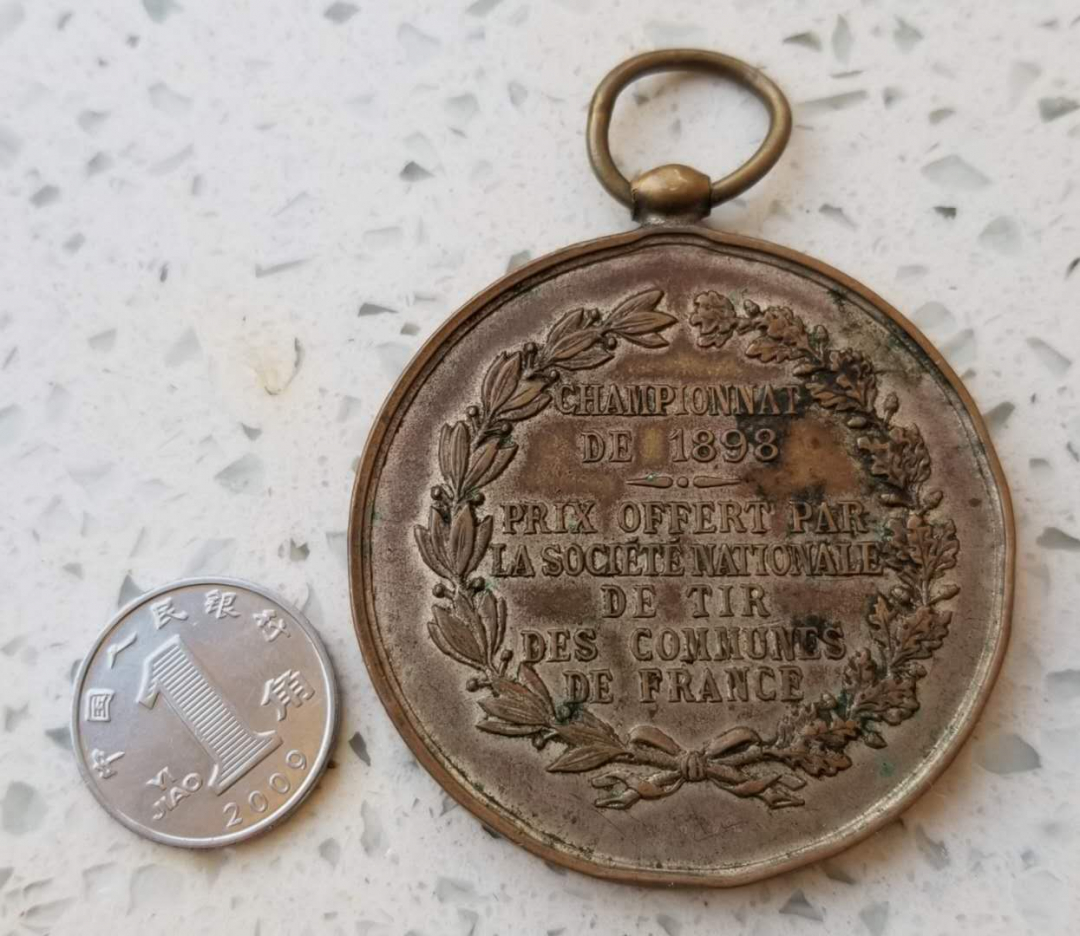 CHAMPIONNAT
DE 1898
PRIX OFFERT PAR
LA SOCIÉTÉ NATIONALE
DE TIR
DES COMMUNES
DE FRANCE
中国人民银行
1角
YI
JIAO
2009